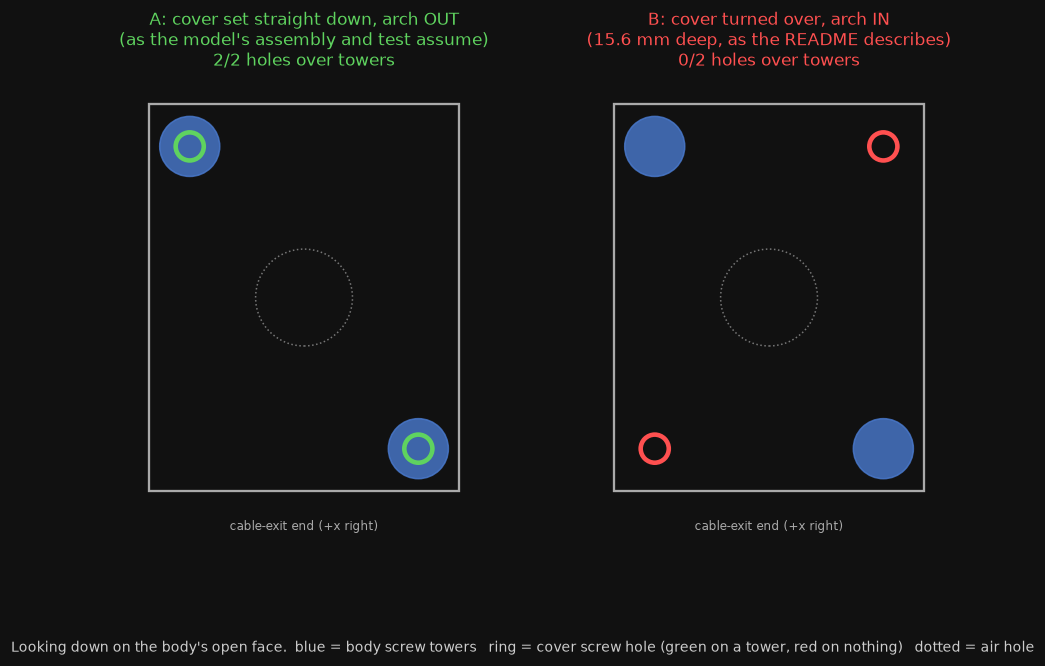 A: cover set straight down, arch OUT
(as the model's assembly and test assume)
2/2 holes over towers
B: cover turned over, arch IN
(15.6 mm deep, as the README describes)
0/2 holes over towers
cable-exit end (+x right)
cable-exit end (+x right)
Looking down on the body's open face.  blue = body screw towers   ring = cover screw hole (green on a tower, red on nothing)   dotted = air hole